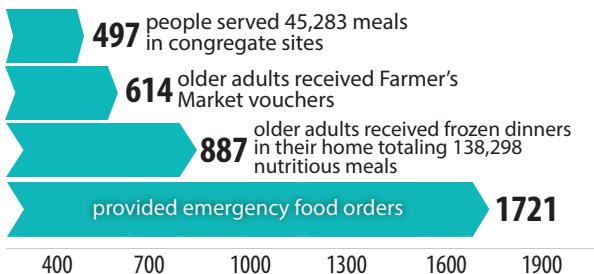 497 people served 45,283 meals
in congregate sites
614 older adults received Farmer's
Market vouchers
887 older adults received frozen dinners
in their home totaling 138,298
nutritious meals
provided emergency food orders 1721
400 700 1000 1300 1600 1900